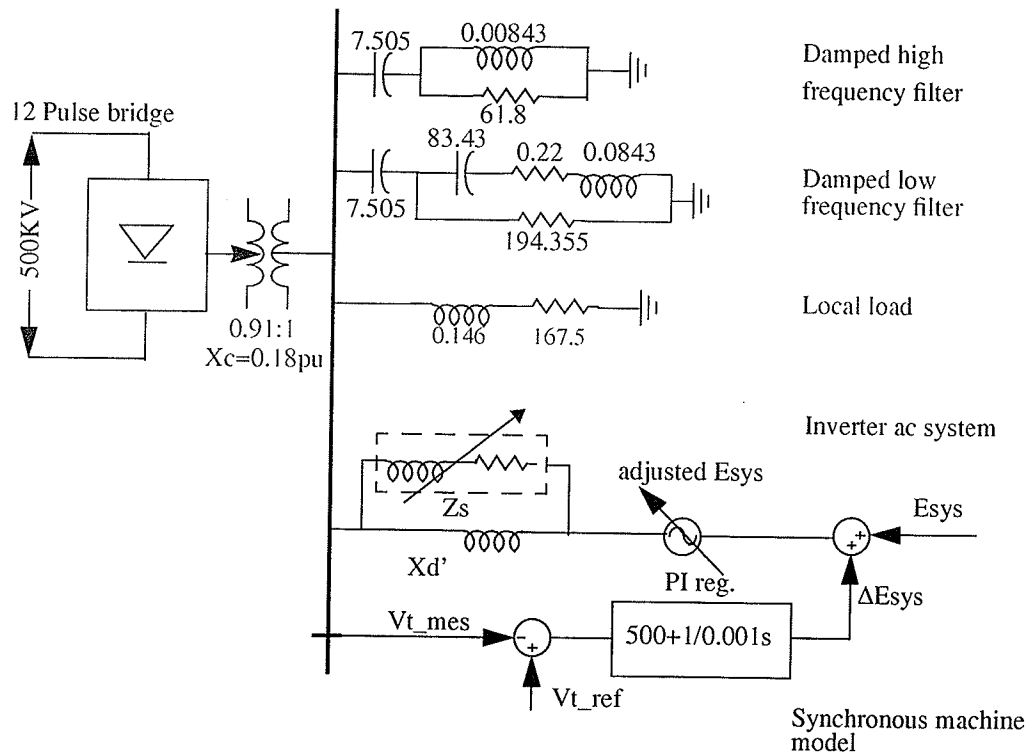 7.505
0.00843
61.8
Damped high
frequency filter
12 Pulse bridge
500KV
83.43
0.22
0.0843
7.505
194.355
Damped low
frequency filter
0.91:1
Xc=0.18pu
0.146
167.5
Local load
Inverter ac system
adjusted Esys
Zs
Esys
Xd'
PI reg.
ΔEsys
Vt_mes
500+1/0.001s
Vt_ref
Synchronous machine
model